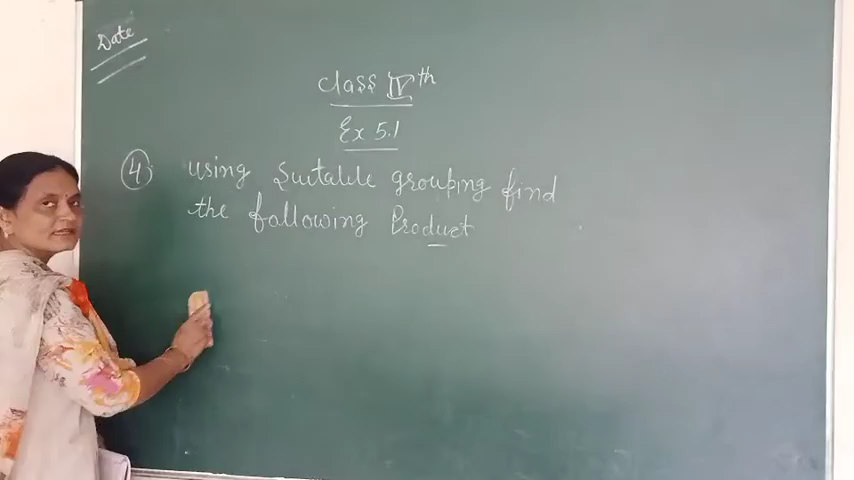 Date
Class IVth
Ex 5.1
4 using Suitable grouping find
the following Product